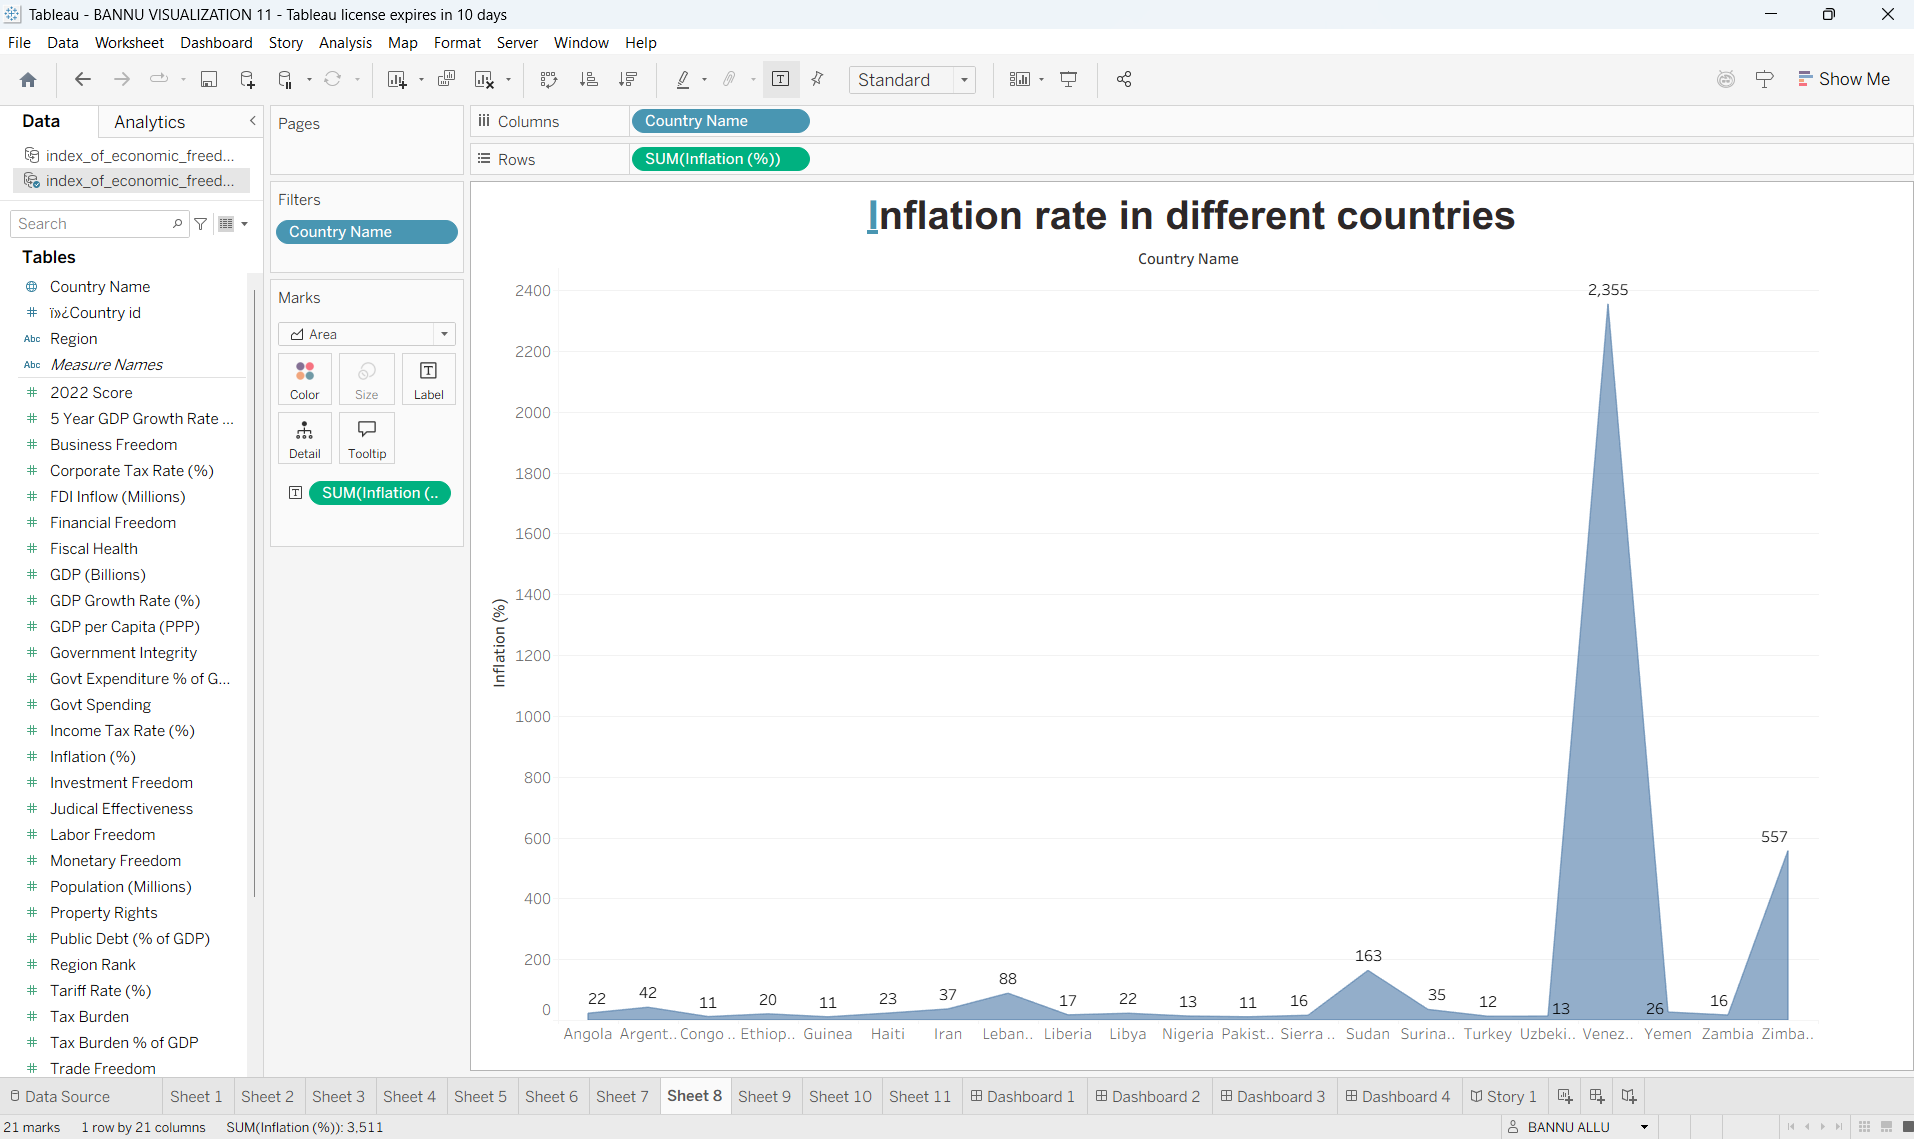 Tableau - BANNU VISUALIZATION 11 - Tableau license expires in 10 days
File Data Worksheet Dashboard Story Analysis Map Format Server Window Help
Standard
Show Me
Data Analytics
index_of_economic_freed...
index_of_economic_freed...
Search
Tables
Country Name
ï»¿Country id
Abc Region
Abc Measure Names
2022 Score
5 Year GDP Growth Rate ...
Business Freedom
Corporate Tax Rate (%)
FDI Inflow (Millions)
Financial Freedom
Fiscal Health
GDP (Billions)
GDP Growth Rate (%)
GDP per Capita (PPP)
Government Integrity
Govt Expenditure % of G...
Govt Spending
Income Tax Rate (%)
Inflation (%)
Investment Freedom
Judical Effectiveness
Labor Freedom
Monetary Freedom
Population (Millions)
Property Rights
Public Debt (% of GDP)
Region Rank
Tariff Rate (%)
Tax Burden
Tax Burden % of GDP
Trade Freedom
Pages
Filters
Country Name
Marks
Area
Color Size Label
Detail Tooltip
SUM(Inflation (..
Columns Country Name
Rows SUM(Inflation (%))
Inflation rate in different countries
Country Name
Inflation (%)
2400
2200
2000
1800
1600
1400
1200
1000
800
600
400
200
0
22 42 11 20 11 23 37 88 17 22 13 11 16 163 35 12 13 2,355 26 16 557
Angola Argent.. Congo .. Ethiop.. Guinea Haiti Iran Leban.. Liberia Libya Nigeria Pakist.. Sierra .. Sudan Surina.. Turkey Uzbeki.. Venez.. Yemen Zambia Zimba..
Data Source Sheet 1 Sheet 2 Sheet 3 Sheet 4 Sheet 5 Sheet 6 Sheet 7 Sheet 8 Sheet 9 Sheet 10 Sheet 11 Dashboard 1 Dashboard 2 Dashboard 3 Dashboard 4 Story 1
21 marks 1 row by 21 columns SUM(Inflation (%)): 3,511 BANNU ALLU